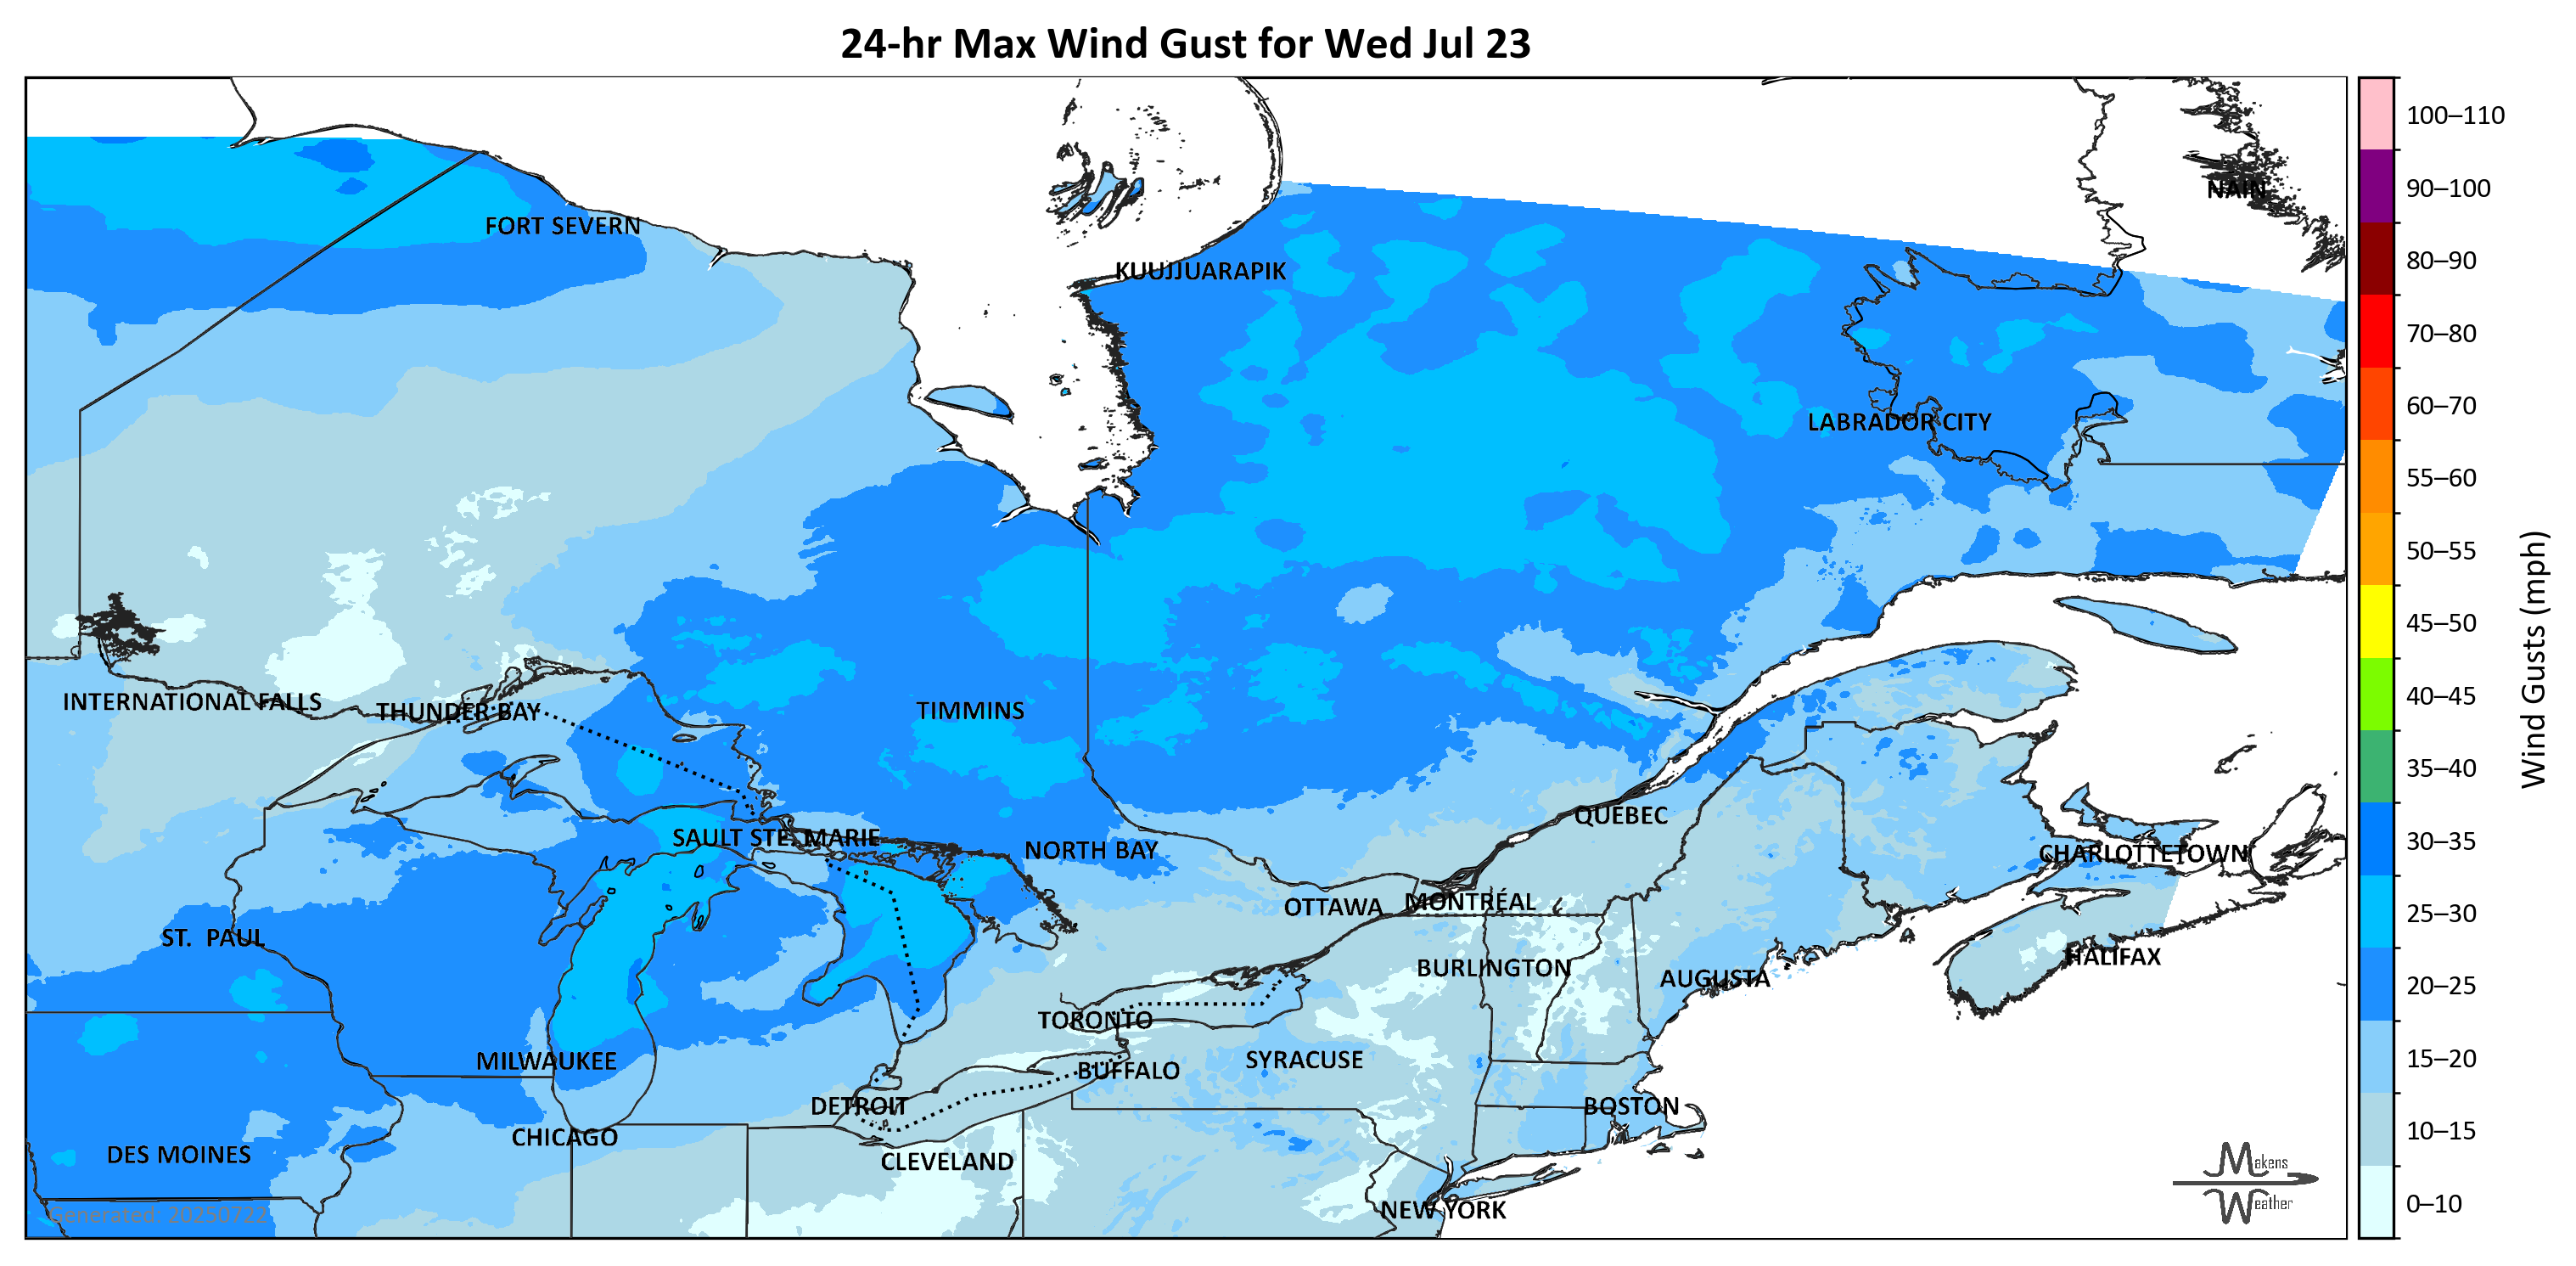 24-hr Max Wind Gust for Wed Jul 23
100–110
90–100
NAIN
80–90
FORT SEVERN
KUUJJUARAPIK
70–80
60–70
LABRADOR CITY
55–60
50–55
45–50
Wind Gusts (mph)
40–45
INTERNATIONAL FALLS
THUNDER BAY
TIMMINS
35–40
QUEBEC
30–35
SAULT STE. MARIE
NORTH BAY
CHARLOTTETOWN
OTTAWA
MONTRÉAL
25–30
ST. PAUL
BURLINGTON
AUGUSTA
HALIFAX
20–25
TORONTO
MILWAUKEE
BUFFALO
SYRACUSE
15–20
DETROIT
BOSTON
CHICAGO
10–15
DES MOINES
CLEVELAND
Makens
Weather
NEW YORK
0–10
Generated: 20250722